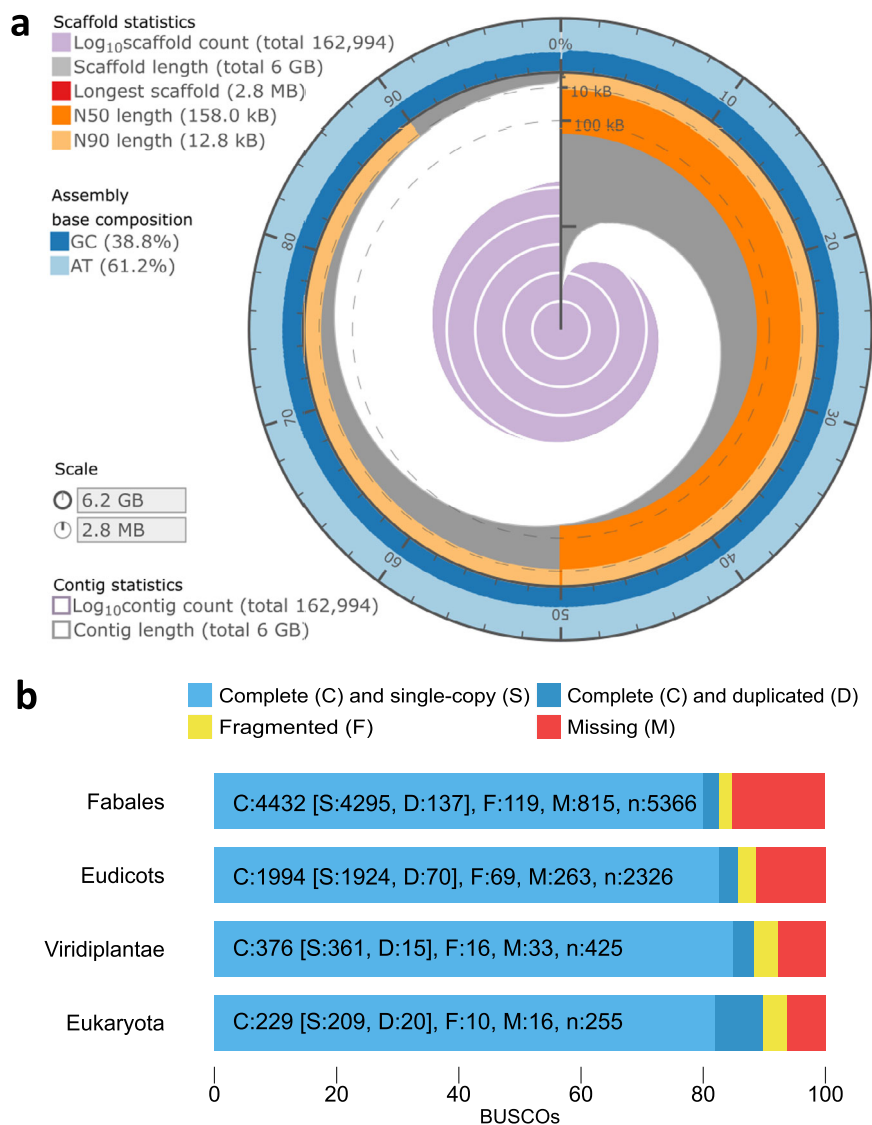 a
Scaffold statistics
Log10scaffold count (total 162,994)
Scaffold length (total 6 GB)
Longest scaffold (2.8 MB)
N50 length (158.0 kB)
N90 length (12.8 kB)
Assembly
base composition
GC (38.8%)
AT (61.2%)
Scale
6.2 GB
2.8 MB
Contig statistics
Log10contig count (total 162,994)
Contig length (total 6 GB)
0%
10
20
30
40
50
60
70
80
90
10 kB
100 kB
b
Complete (C) and single-copy (S)
Complete (C) and duplicated (D)
Fragmented (F)
Missing (M)
Fabales
C:4432 [S:4295, D:137], F:119, M:815, n:5366
Eudicots
C:1994 [S:1924, D:70], F:69, M:263, n:2326
Viridiplantae
C:376 [S:361, D:15], F:16, M:33, n:425
Eukaryota
C:229 [S:209, D:20], F:10, M:16, n:255
0 20 40 60 80 100
BUSCOs